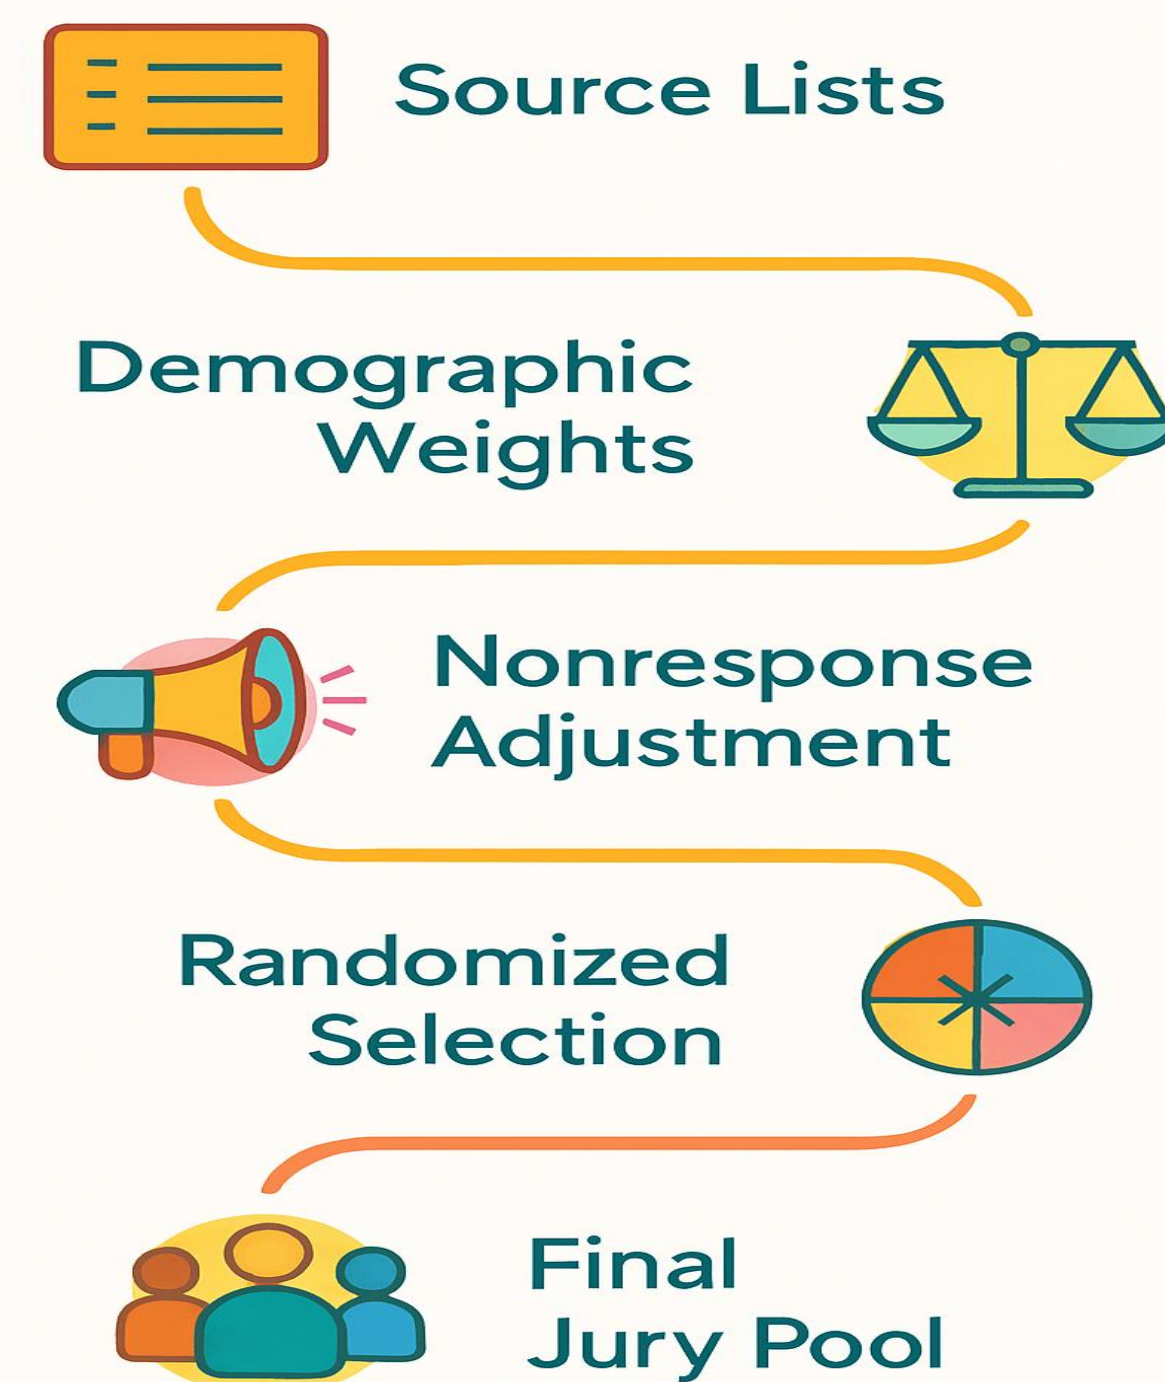 Source Lists
Demographic
Weights
Nonresponse
Adjustment
Randomized
Selection
Final
Jury Pool